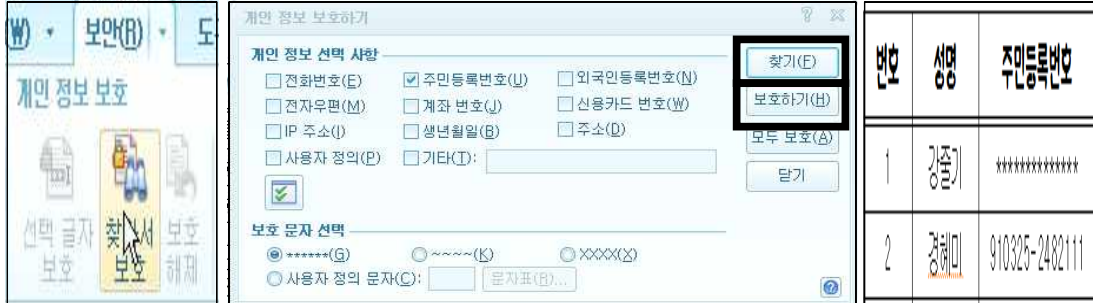 (W) 보안(R) 도
개인 정보 보호
선택 글자 보호
찾아서 보호
보호 해제
개인 정보 보호하기
개인 정보 선택 사항
전화번호(E) 주민등록번호(U) 외국인등록번호(N)
전자우편(M) 계좌 번호(J) 신용카드 번호(W)
IP 주소(I) 생년월일(B) 주소(D)
사용자 정의(P) 기타(T):
보호 문자 선택
******(G) ~~~~(K) XXXX(X)
사용자 정의 문자(C): 문자표(R)...
찾기(F)
보호하기(H)
모두 보호(A)
닫기
번호 성명 주민등록번호
1 강줄기 **************
2 경혜미 910325-2482111